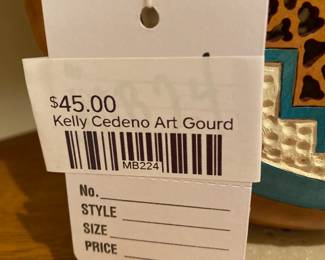 $45.00
Kelly Cedeno Art Gourd
MB224
No.
STYLE
SIZE
PRICE